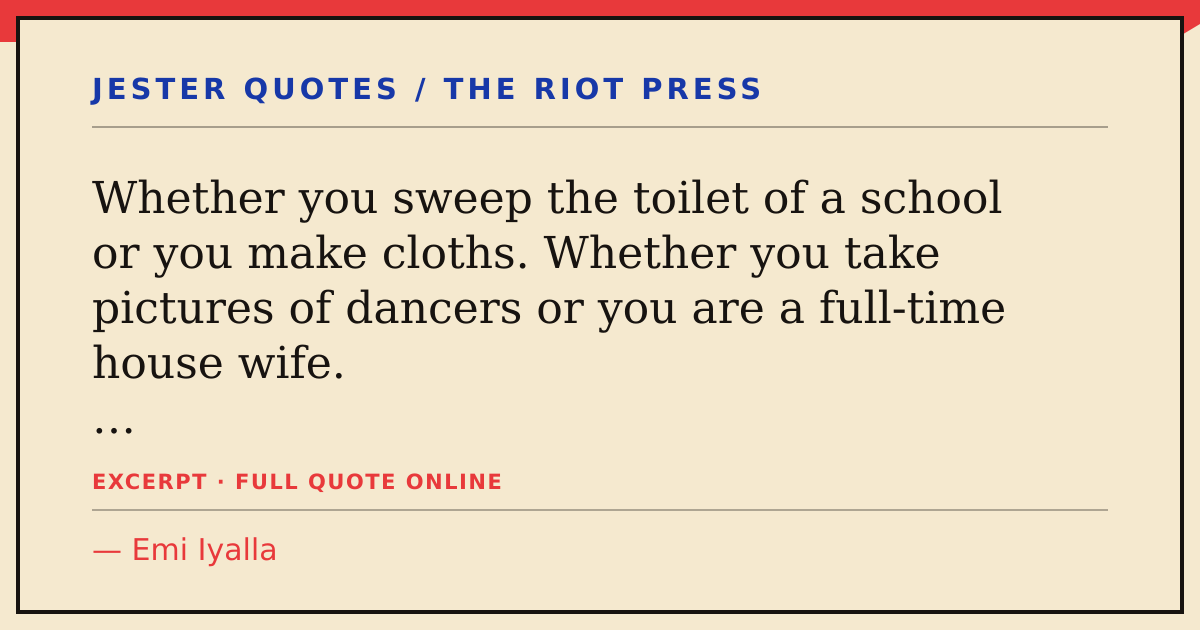 JESTER QUOTES / THE RIOT PRESS
Whether you sweep the toilet of a school
or you make cloths. Whether you take
pictures of dancers or you are a full-time
house wife.
…
EXCERPT · FULL QUOTE ONLINE
— Emi Iyalla